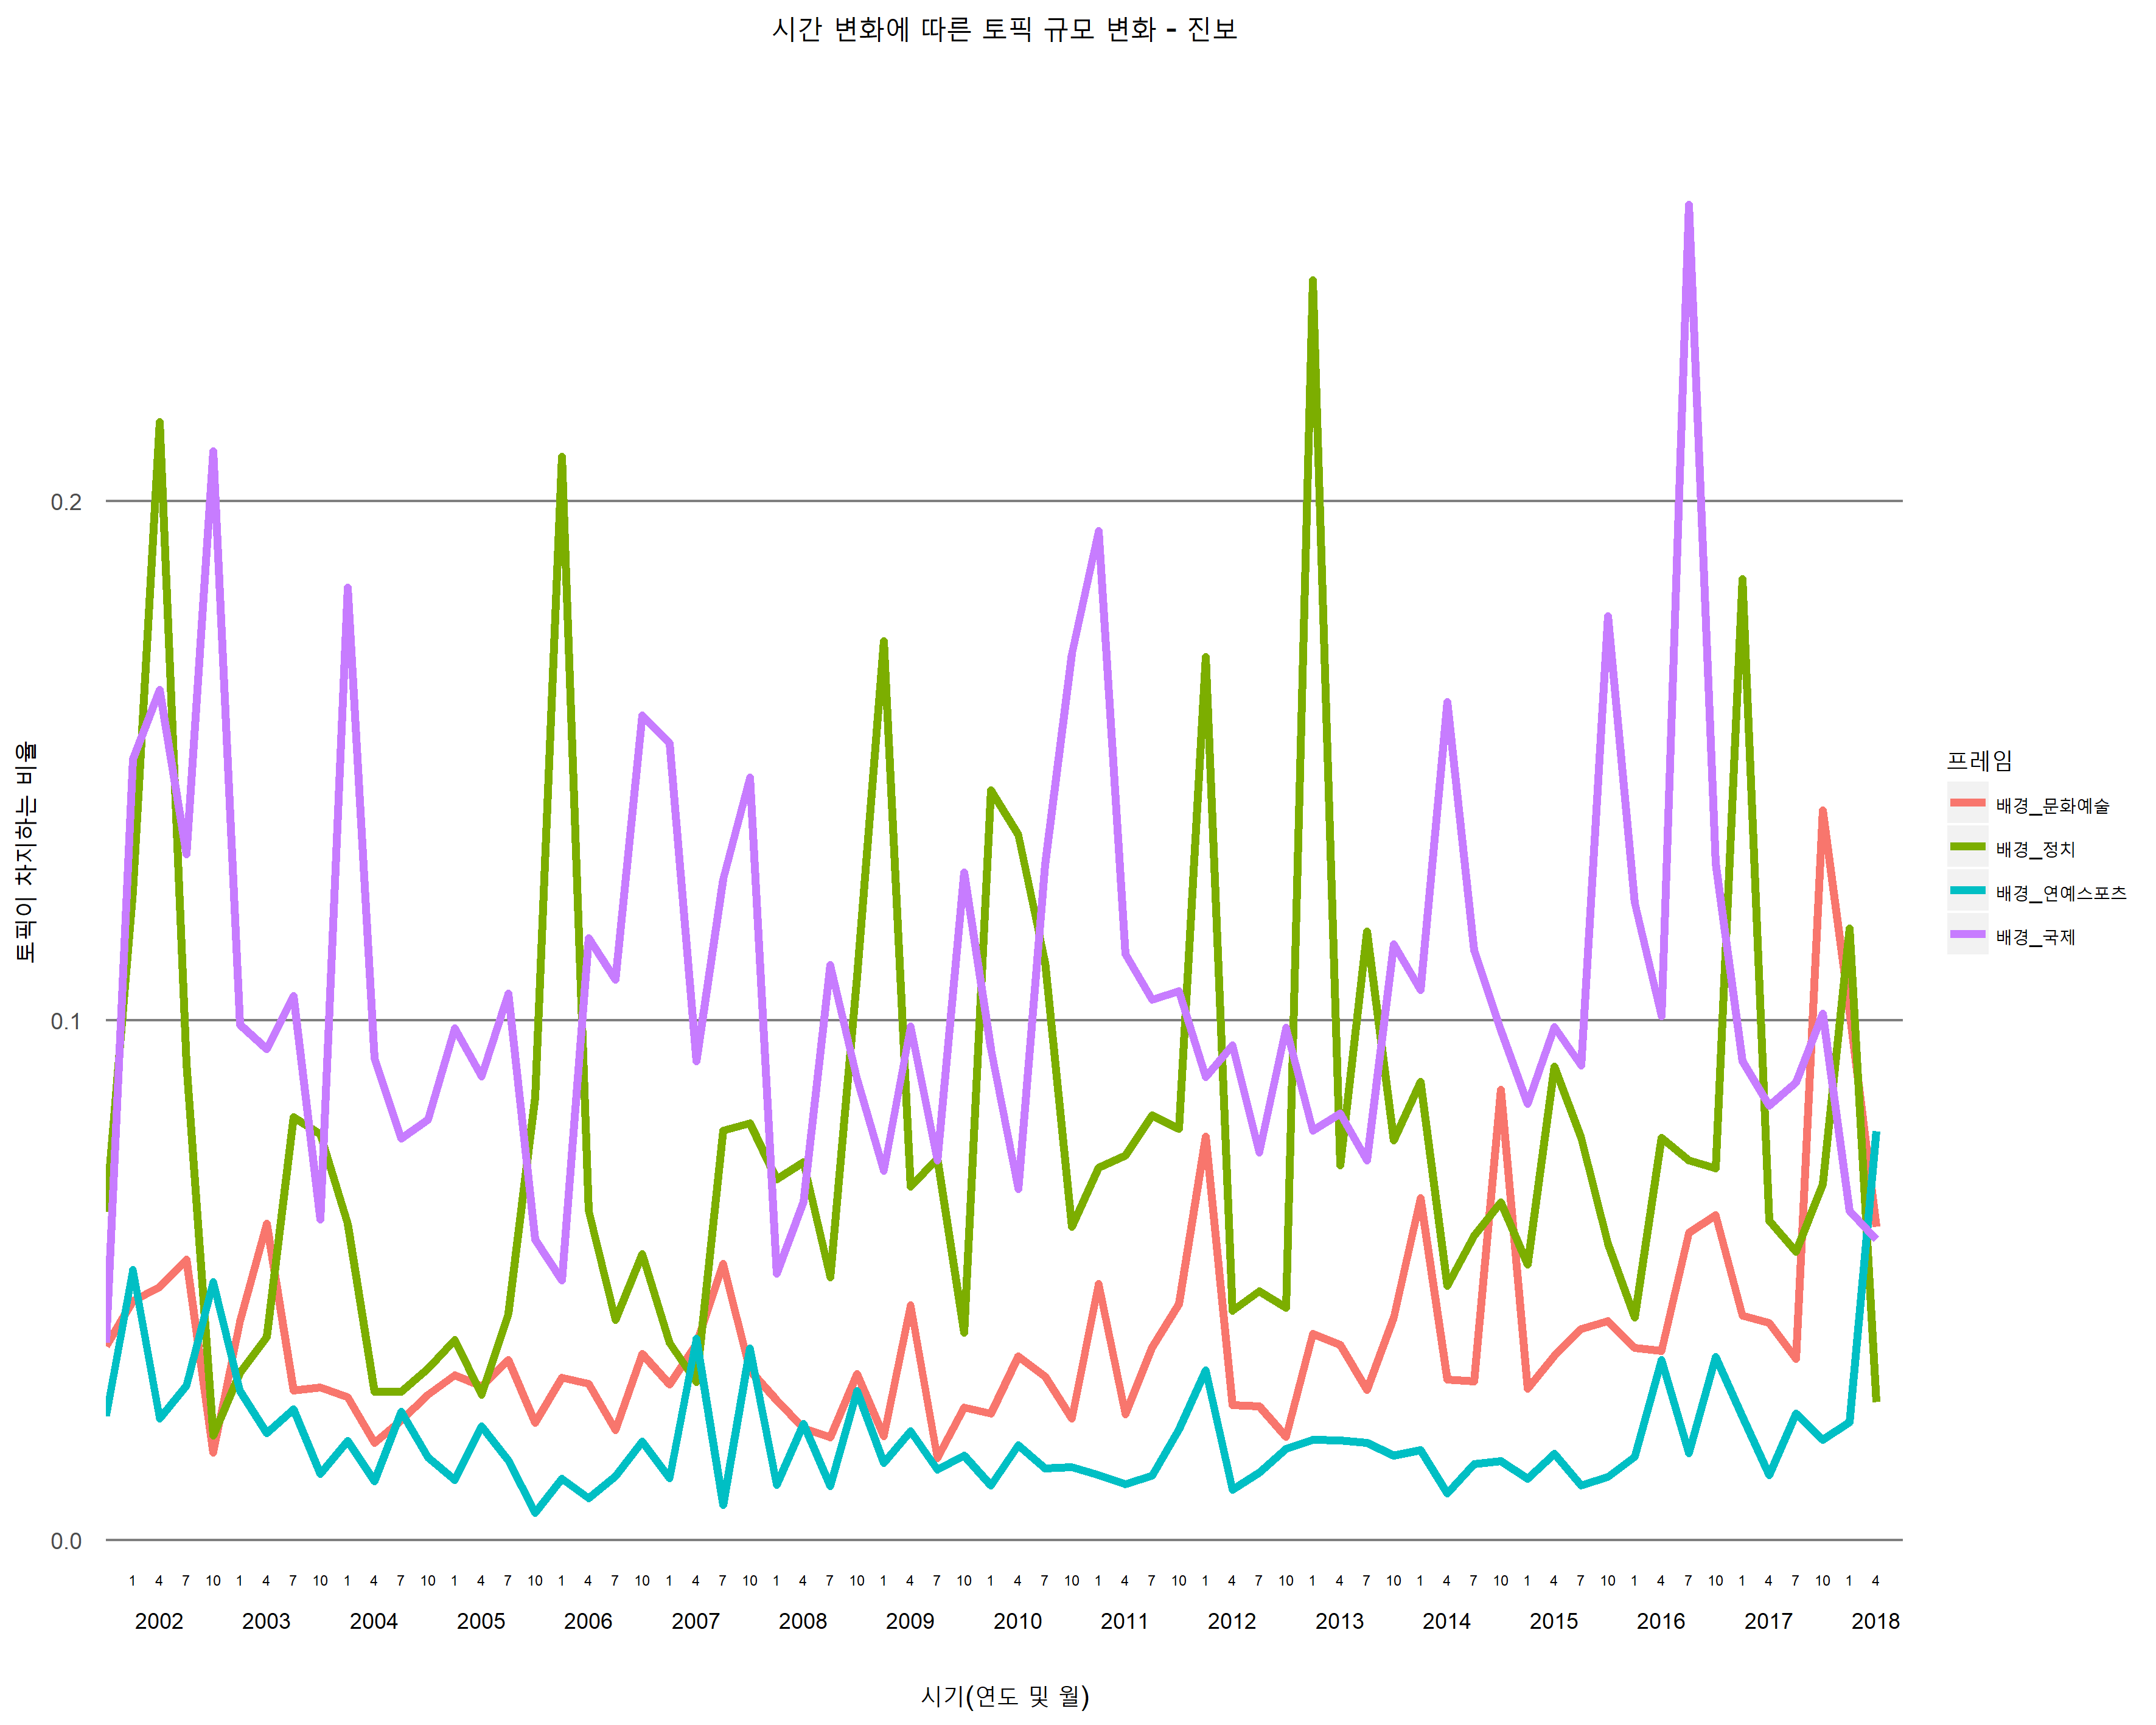 시간 변화에 따른 토픽 규모 변화 - 진보
토픽이 차지하는 비율
0.2
0.1
0.0
1 4 7 10 1 4 7 10 1 4 7 10 1 4 7 10 1 4 7 10 1 4 7 10 1 4 7 10 1 4 7 10 1 4 7 10 1 4 7 10 1 4 7 10 1 4 7 10 1 4 7 10 1 4 7 10 1 4 7 10 1 4 7 10 1 4
2002 2003 2004 2005 2006 2007 2008 2009 2010 2011 2012 2013 2014 2015 2016 2017 2018
시기(연도 및 월)
프레임
배경_문화예술
배경_정치
배경_연예스포츠
배경_국제